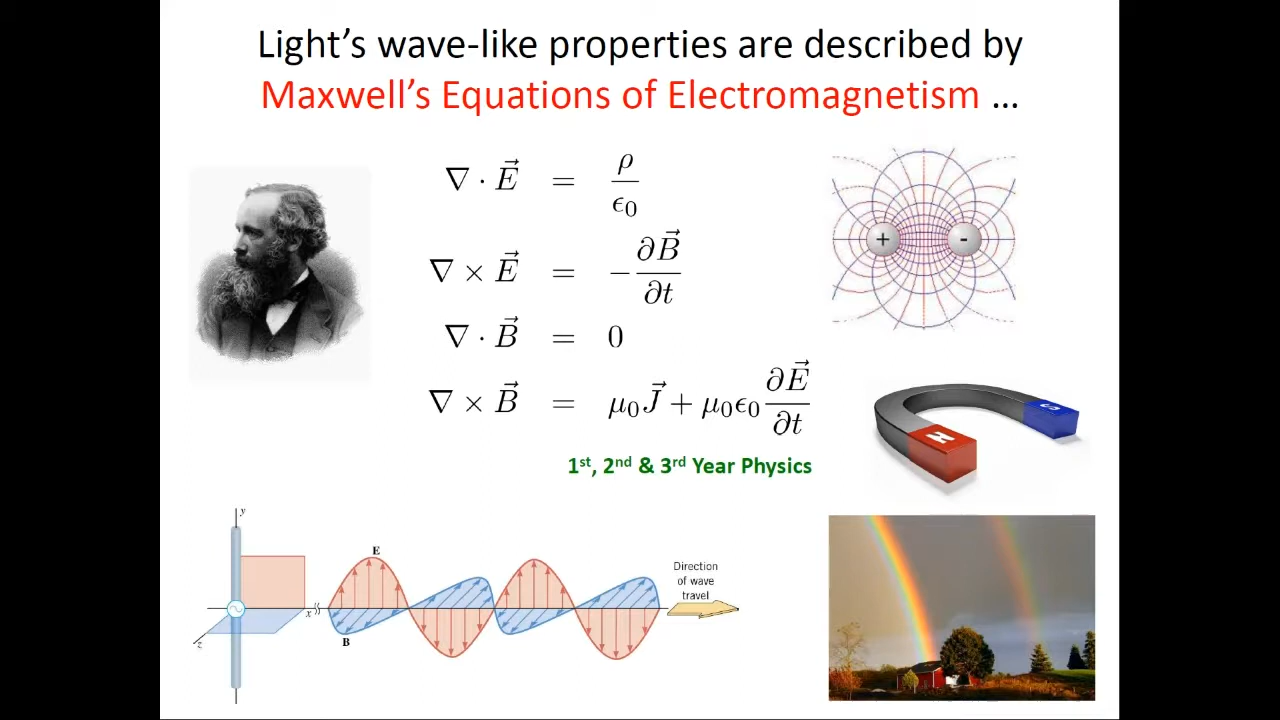 Light's wave-like properties are described by
Maxwell's Equations of Electromagnetism ...
∇ · E⃗ = ρ/ϵ₀
∇ × E⃗ = −∂B⃗/∂t
∇ · B⃗ = 0
∇ × B⃗ = μ₀J⃗ + μ₀ϵ₀ ∂E⃗/∂t
1st, 2nd & 3rd Year Physics
+ -
N S
y
E
x
z
B
Direction
of wave
travel